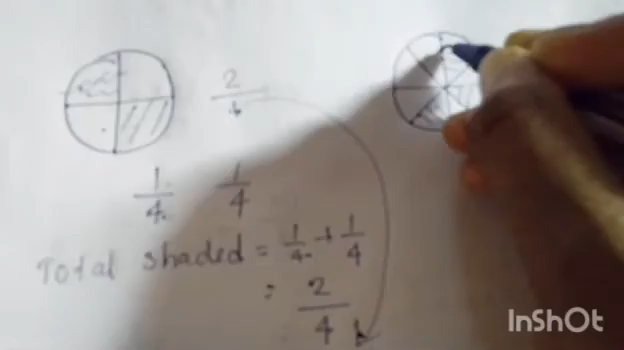 2/4
1/4 1/4
Total shaded = 1/4 + 1/4
= 2/4
InShOt